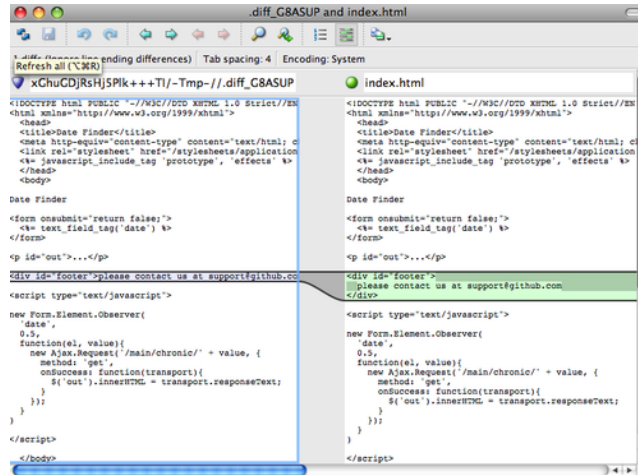 .diff_G8ASUP and index.html
1 diffs (Ignore line ending differences) Tab spacing: 4 Encoding: System
Refresh all (⌥⌘R)
xGhuGDjRsHj5Plk+++TI/-Tmp-//.diff_G8ASUP
<!DOCTYPE html PUBLIC "-//W3C//DTD XHTML 1.0 Strict//EN
<html xmlns="http://www.w3.org/1999/xhtml">
<head>
<title>Date Finder</title>
<meta http-equiv="content-type" content="text/html; c
<link rel="stylesheet" href="/stylesheets/application
<%= javascript_include_tag 'prototype', 'effects' %>
</head>
<body>
Date Finder
<form onsubmit="return false;">
<%= text_field_tag('date') %>
</form>
<p id="out">...</p>
<div id="footer">please contact us at support@github.co
<script type="text/javascript">
new Form.Element.Observer(
'date',
0.5,
function(el, value){
new Ajax.Request('/main/chronic/' + value, {
method: 'get',
onSuccess: function(transport){
$('out').innerHTML = transport.responseText;
}
});
}
)
</script>
</body>
index.html
<!DOCTYPE html PUBLIC "-//W3C//DTD XHTML 1.0 Strict//EN
<html xmlns="http://www.w3.org/1999/xhtml">
<head>
<title>Date Finder</title>
<meta http-equiv="content-type" content="text/html; c
<link rel="stylesheet" href="/stylesheets/application
<%= javascript_include_tag 'prototype', 'effects' %>
</head>
<body>
Date Finder
<form onsubmit="return false;">
<%= text_field_tag('date') %>
</form>
<p id="out">...</p>
<div id="footer">
please contact us at support@github.com
</div>
<script type="text/javascript">
new Form.Element.Observer(
'date',
0.5,
function(el, value){
new Ajax.Request('/main/chronic/' + value, {
method: 'get',
onSuccess: function(transport){
$('out').innerHTML = transport.responseText;
}
});
}
)
</script>